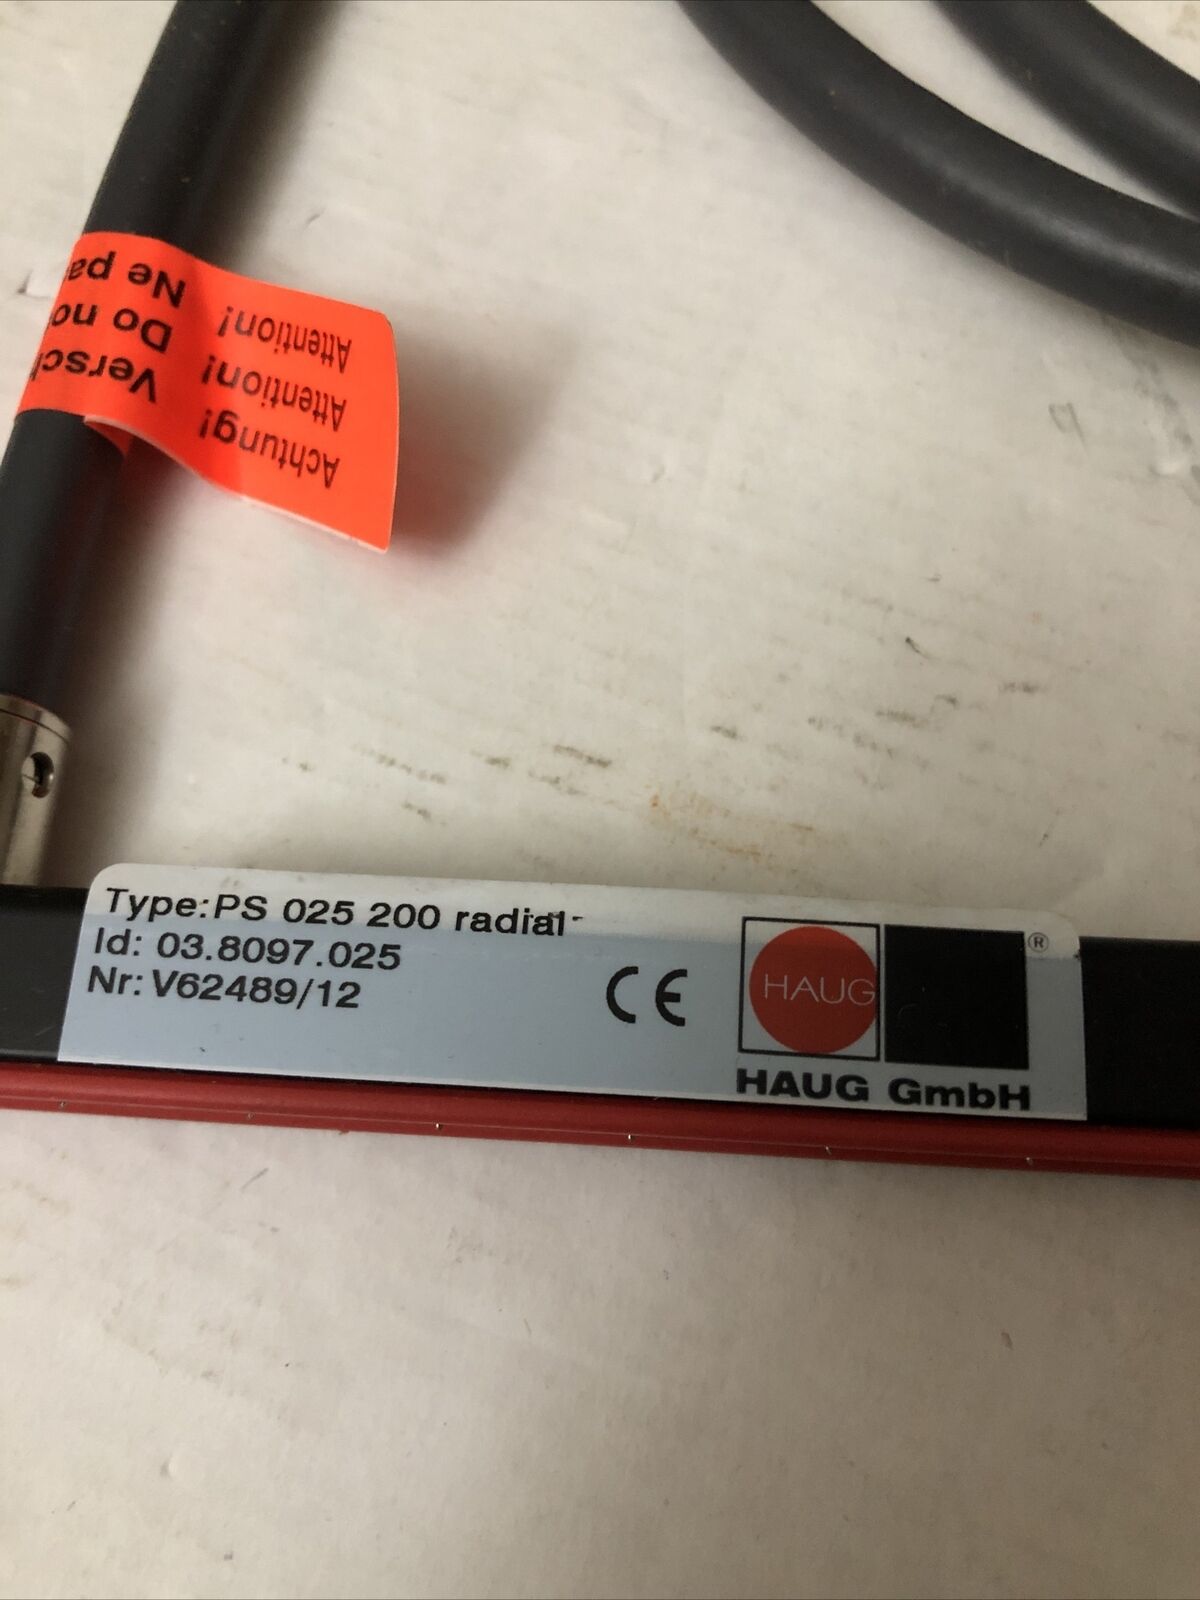 Achtung! Versch
Attention! Do no
Attention! Ne pa
Type:PS 025 200 radial
Id: 03.8097.025
Nr: V62489/12
CE
HAUG
®
HAUG GmbH